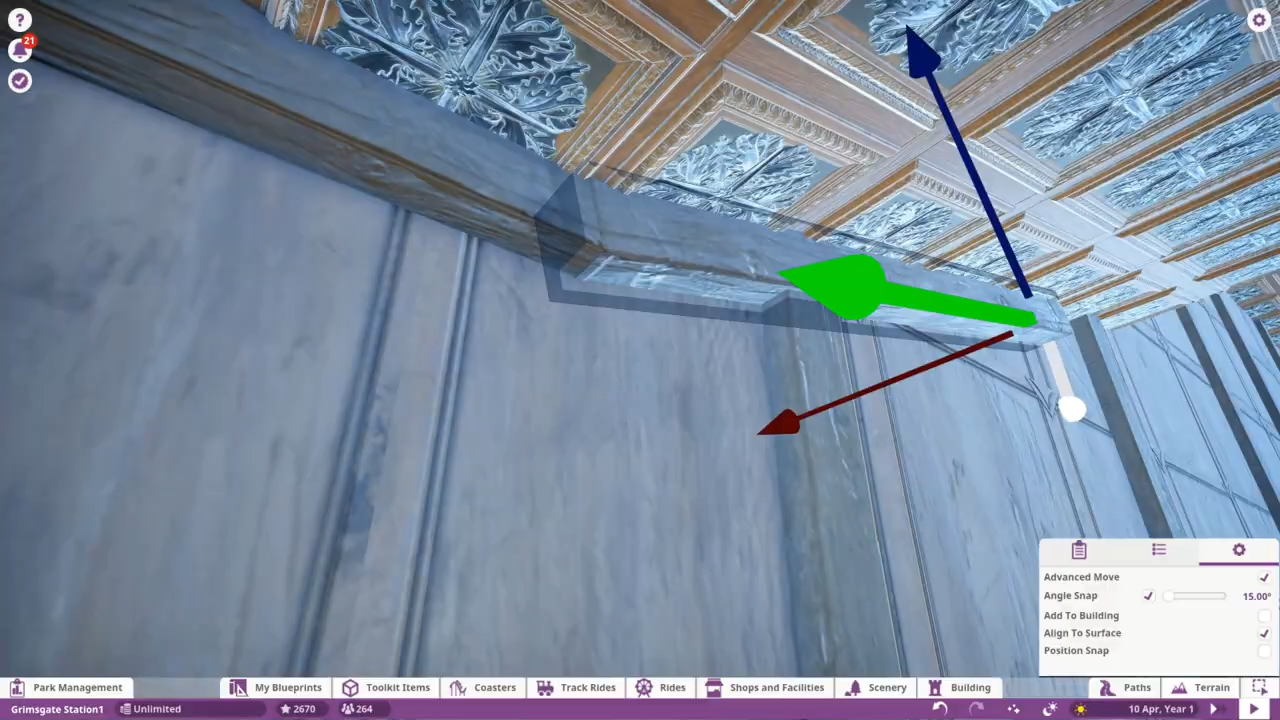 ?
21
Advanced Move
Angle Snap 15.00°
Add To Building
Align To Surface
Position Snap
Park Management My Blueprints Toolkit Items Coasters Track Rides Rides Shops and Facilities Scenery Building Paths Terrain
Grimsgate Station1 Unlimited 2670 264 10 Apr, Year 1